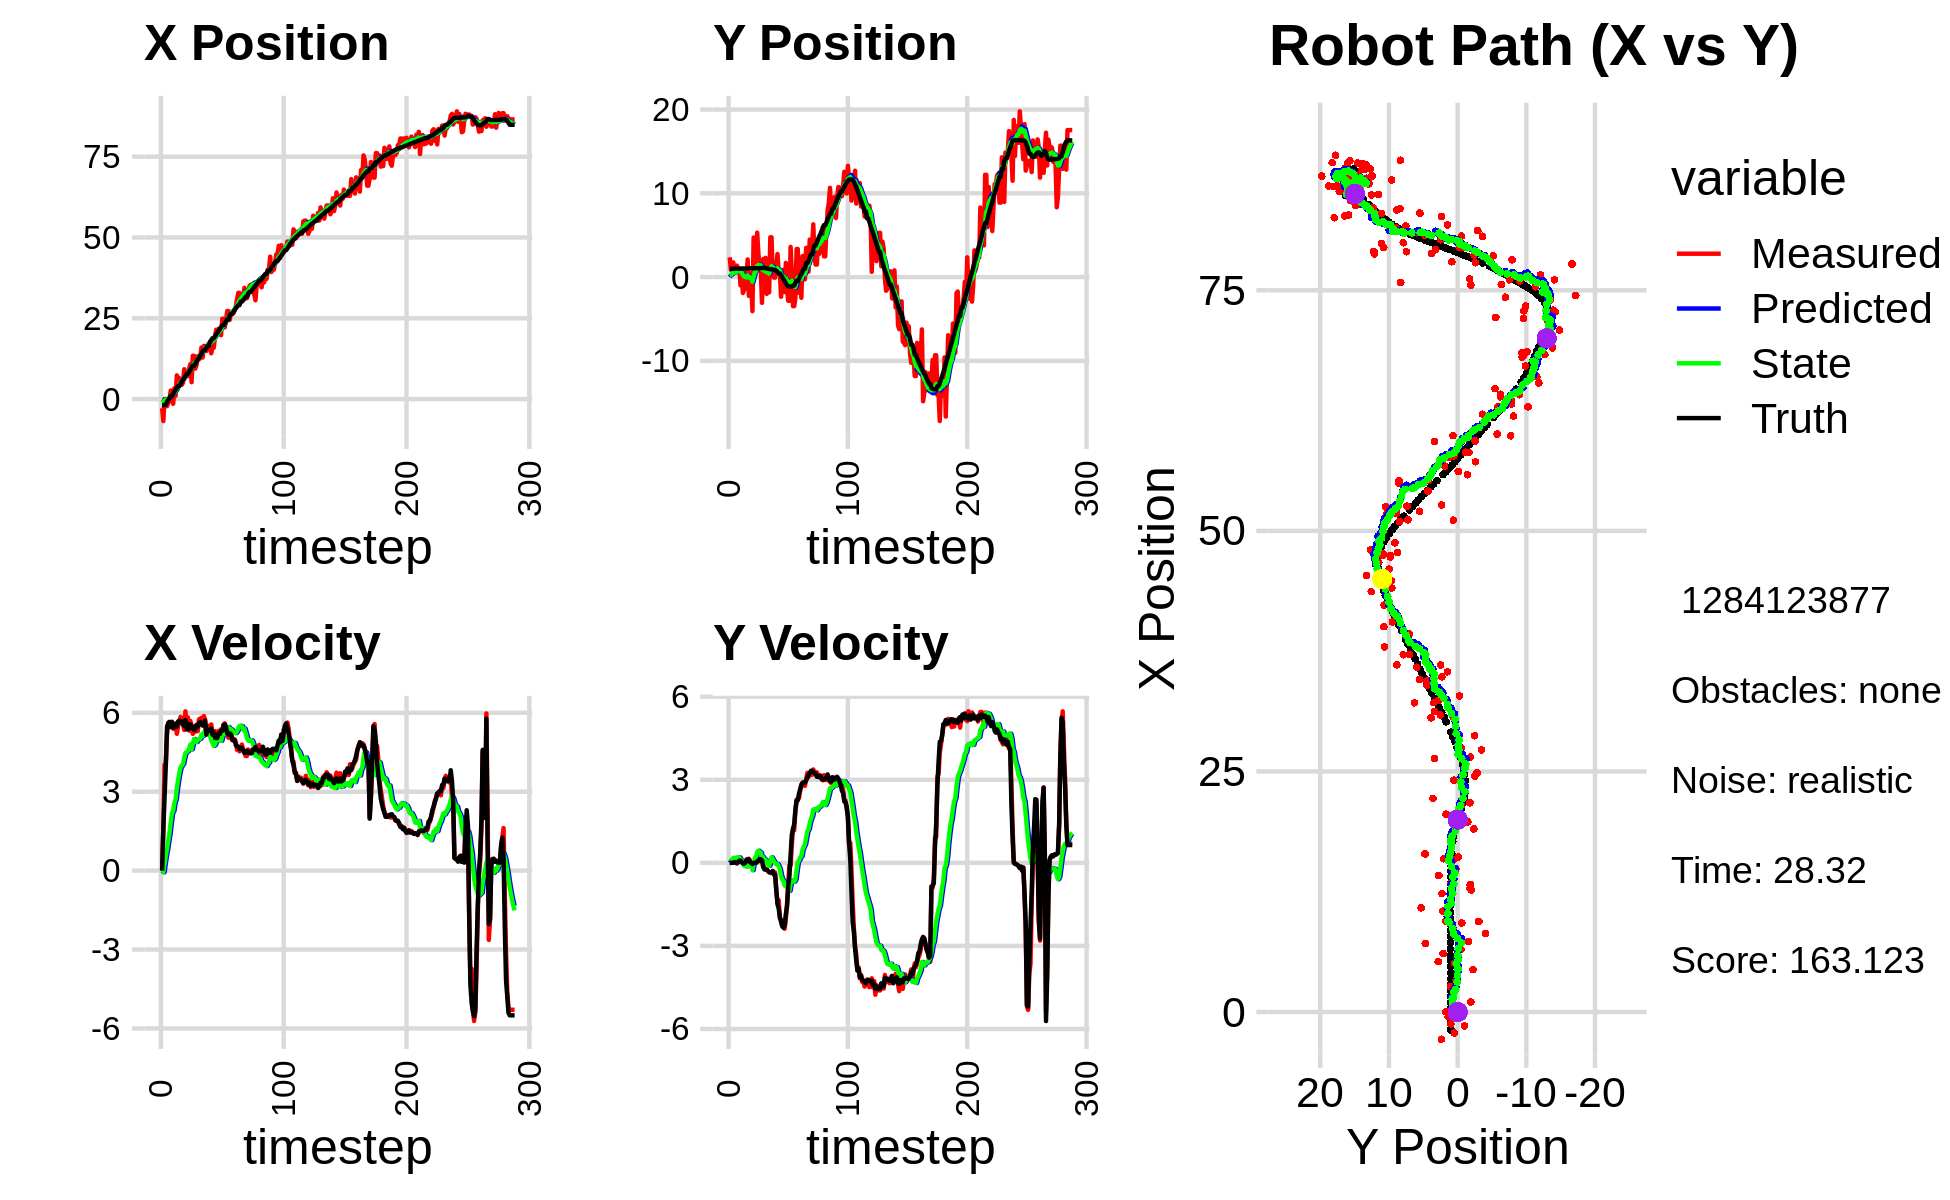 X Position
75
50
25
0
0
100
200
300
timestep
Y Position
20
10
0
-10
0
100
200
300
timestep
X Velocity
6
3
0
-3
-6
0
100
200
300
timestep
Y Velocity
6
3
0
-3
-6
0
100
200
300
timestep
Robot Path (X vs Y)
X Position
75
50
25
0
20 10 0 -10 -20
Y Position
variable
Measured
Predicted
State
Truth
1284123877
Obstacles: none
Noise: realistic
Time: 28.32
Score: 163.123